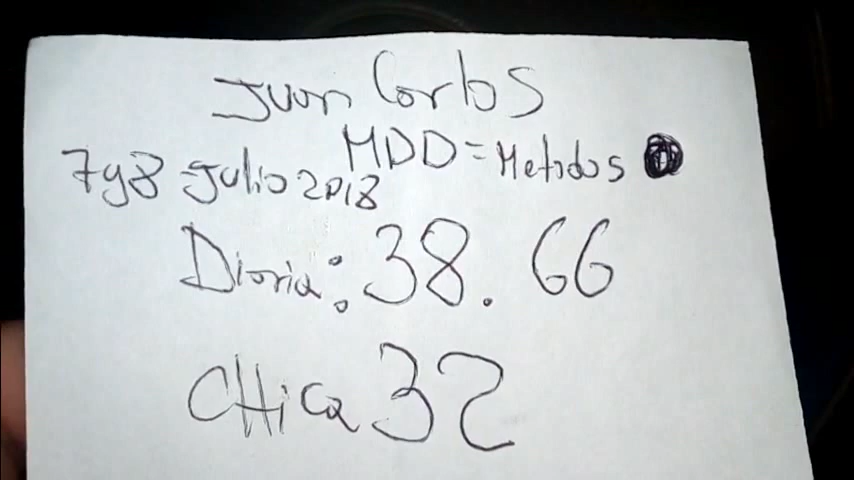 Juan Carlos
MDD = Metodos
7y8 - Julio 2018
Diaria: 38. 66
CHica 32